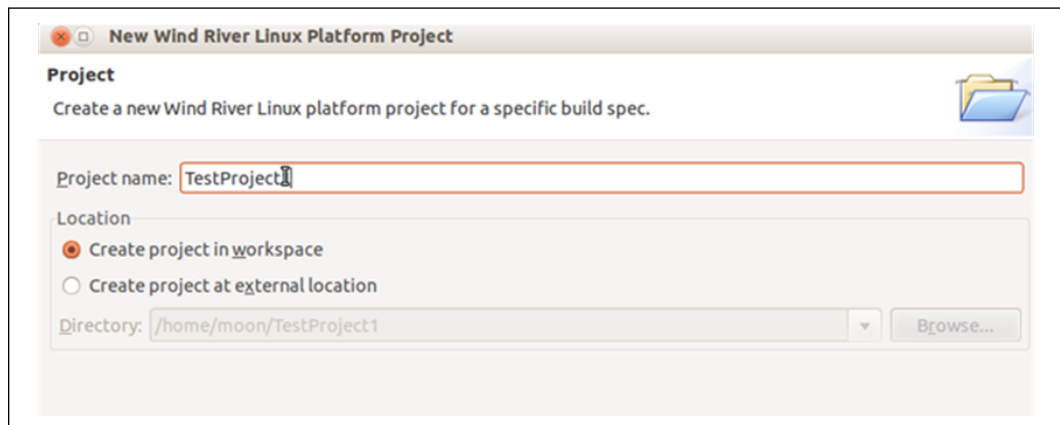 New Wind River Linux Platform Project
Project
Create a new Wind River Linux platform project for a specific build spec.
Project name: TestProject1
Location
Create project in workspace
Create project at external location
Directory: /home/moon/TestProject1
Browse...